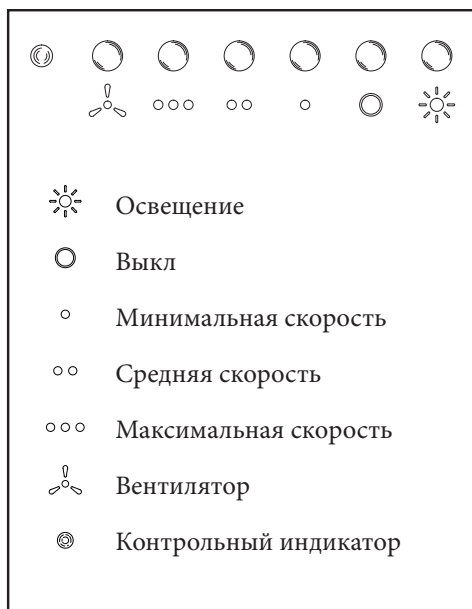 Освещение
Выкл
Минимальная скорость
Средняя скорость
Максимальная скорость
Вентилятор
Контрольный индикатор